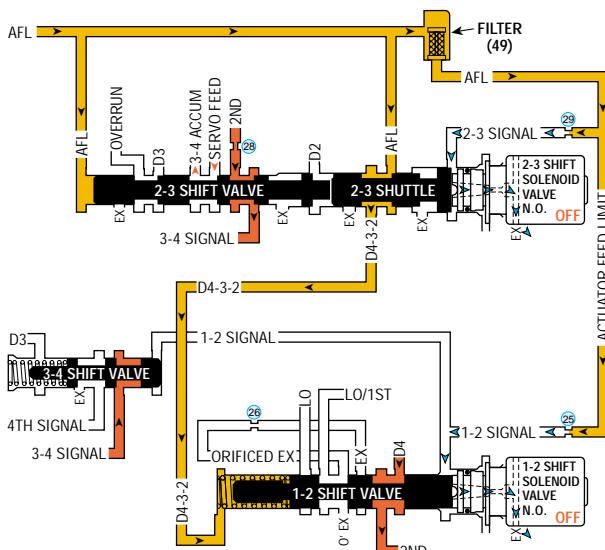 AFL
FILTER
(49)
AFL
AFL
OVERRUN
D3
3-4 ACCUM
SERVO FEED
2ND
28
D2
AFL
2-3 SIGNAL
29
2-3 SHIFT VALVE
2-3 SHUTTLE
2-3 SHIFT
SOLENOID
VALVE
N.O.
OFF
EX
EX
EX
EX
3-4 SIGNAL
D4-3-2
D4-3-2
ACTUATOR FEED LIMIT
D3
1-2 SIGNAL
3-4 SHIFT VALVE
EX
4TH SIGNAL
3-4 SIGNAL
26
LO
LO/1ST
25
1-2 SIGNAL
ORIFICED EX
EX
D4
D4-3-2
1-2 SHIFT VALVE
1-2 SHIFT
SOLENOID
VALVE
N.O.
OFF
O' EX
2ND
EX